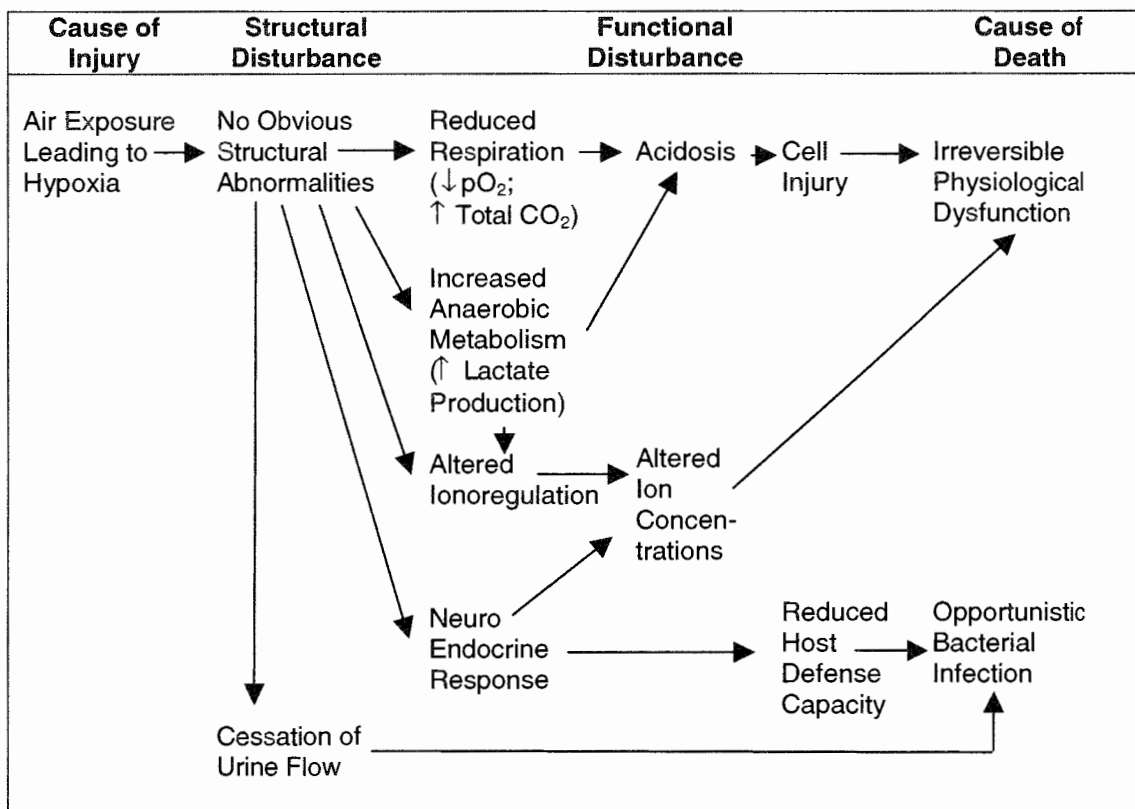 Cause of Injury
Structural Disturbance
Functional Disturbance
Cause of Death
Air Exposure
Leading to
Hypoxia
No Obvious
Structural
Abnormalities
Reduced
Respiration
(↓pO₂;
↑ Total CO₂)
Acidosis
Cell
Injury
Irreversible
Physiological
Dysfunction
Increased
Anaerobic
Metabolism
(↑ Lactate
Production)
Altered
Ionoregulation
Altered
Ion
Concen-
trations
Neuro
Endocrine
Response
Reduced
Host
Defense
Capacity
Opportunistic
Bacterial
Infection
Cessation of
Urine Flow